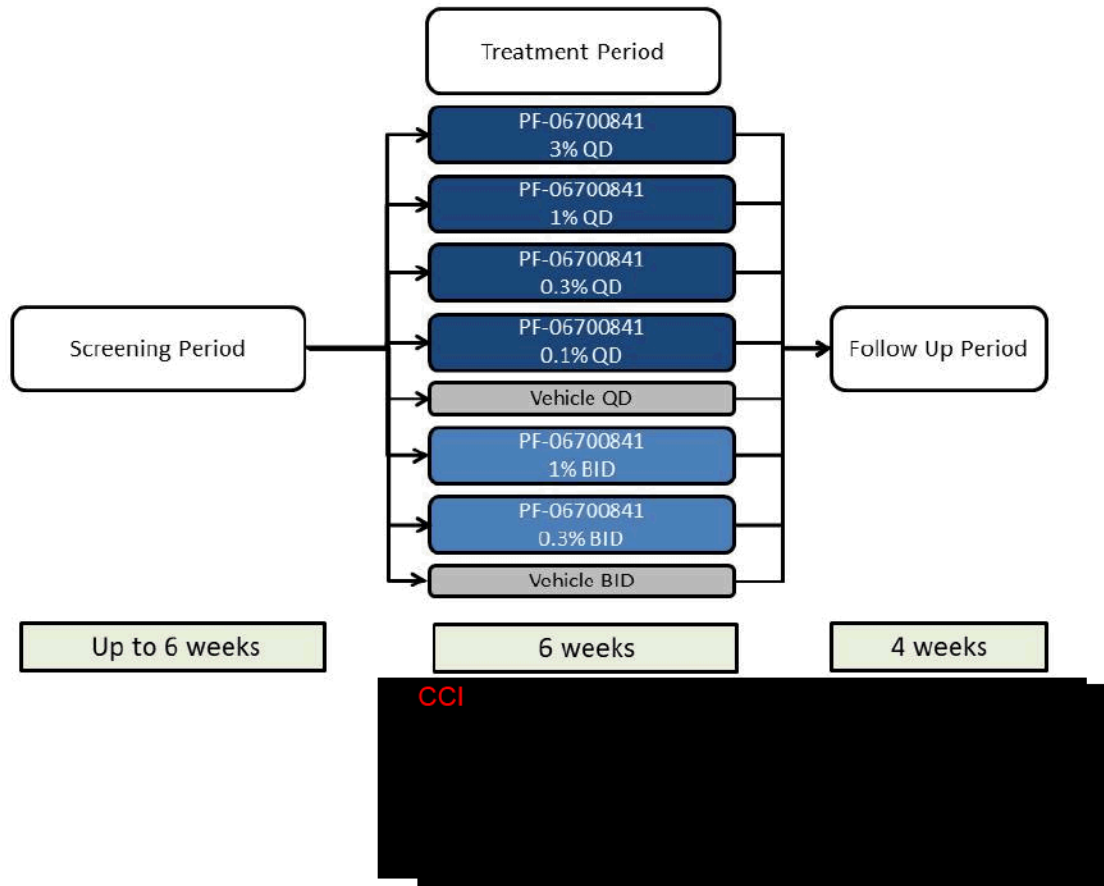 Treatment Period
PF-06700841
3% QD
PF-06700841
1% QD
PF-06700841
0.3% QD
PF-06700841
0.1% QD
Vehicle QD
PF-06700841
1% BID
PF-06700841
0.3% BID
Vehicle BID
Screening Period
Follow Up Period
Up to 6 weeks
6 weeks
4 weeks
CCI